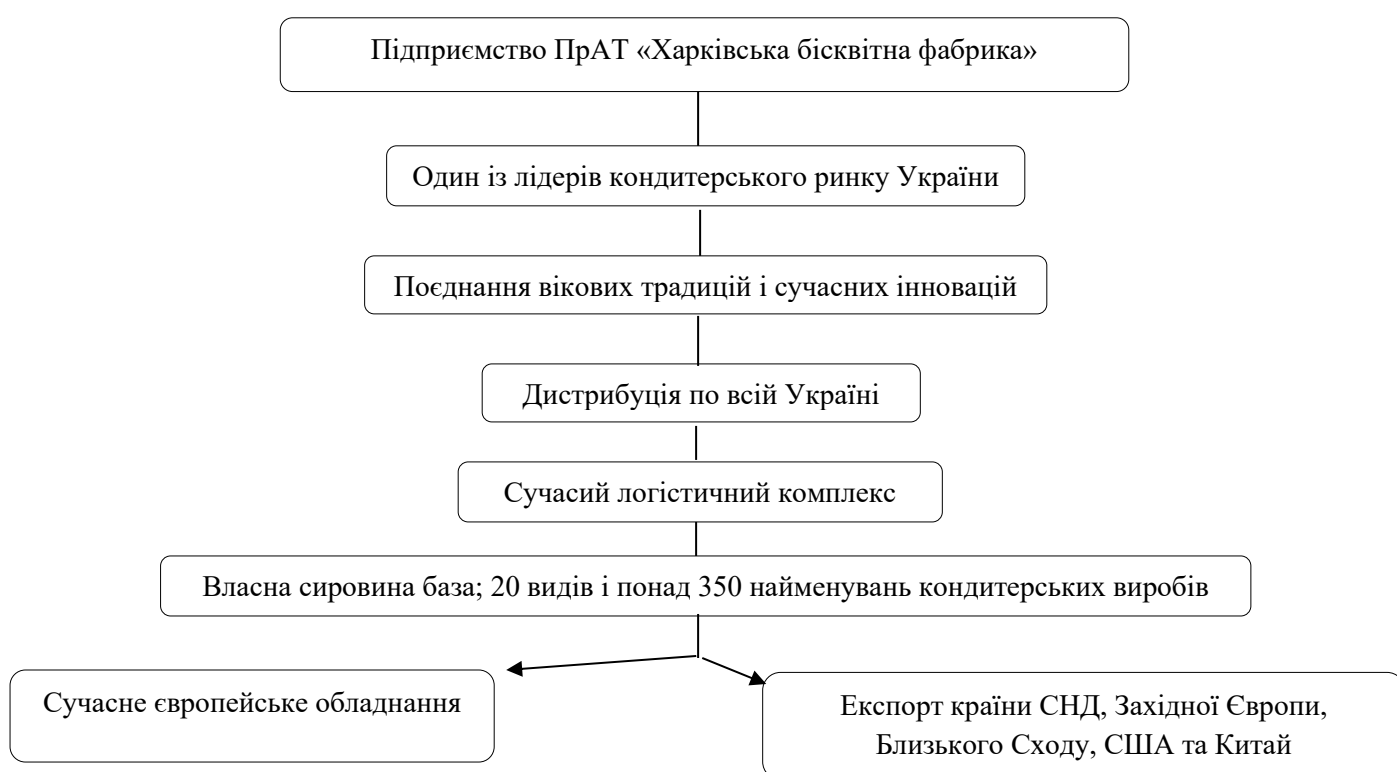 Підприємство ПрАТ «Харківська бісквітна фабрика»
Один із лідерів кондитерського ринку України
Поєднання вікових традицій і сучасних інновацій
Дистрибуція по всій Україні
Сучасий логістичний комплекс
Власна сировина база; 20 видів і понад 350 найменувань кондитерських виробів
Сучасне європейське обладнання
Експорт країни СНД, Західної Європи,
Близького Сходу, США та Китай